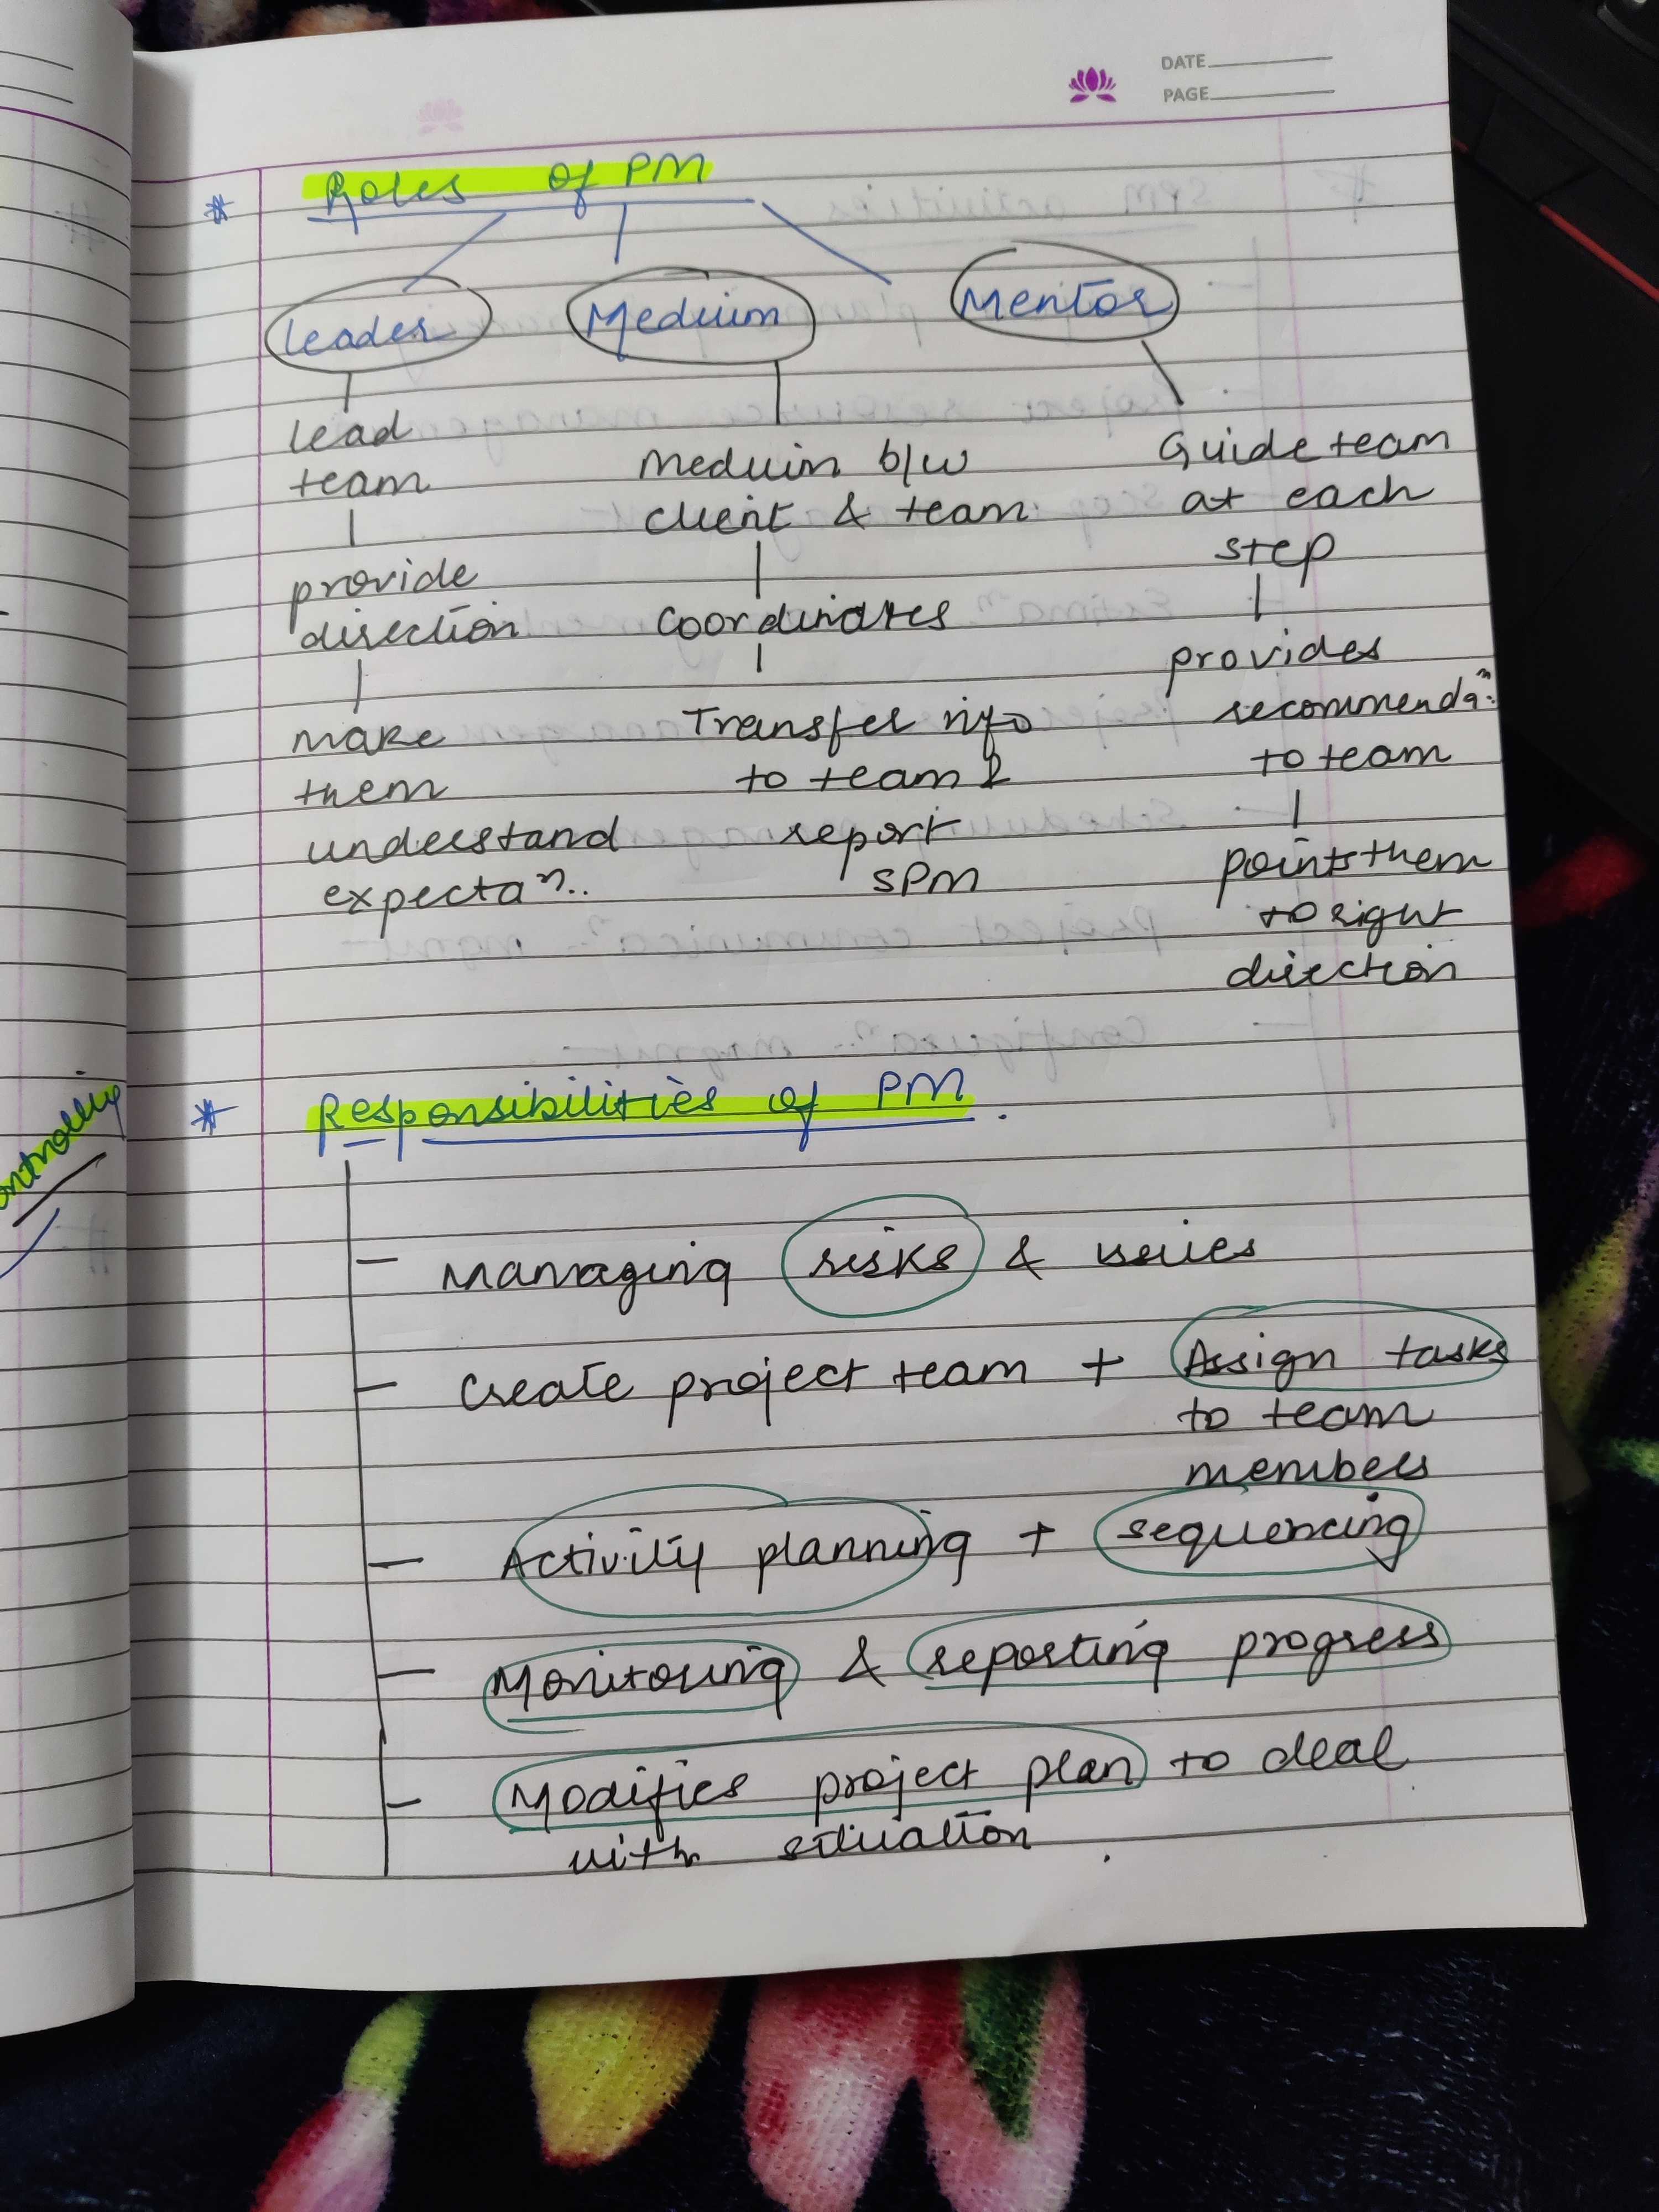 DATE
PAGE
* Roles of PM
Leader Medium Mentor
lead
team
provide
direction
make
them
understand
expectaⁿ..
Medium b/w
client & team
Coordinates
Transfer info
to team &
report
SPM
Guide team
at each
step
provides
recommendaⁿ.
to team
points them
to right
direction
* Responsibilities of PM.
- Managing risks & issues
- Create project team + Assign tasks
to team
members
- Activity planning + sequencing
- Monitoring & reporting progress
- Modifies project plan to deal
with situation.